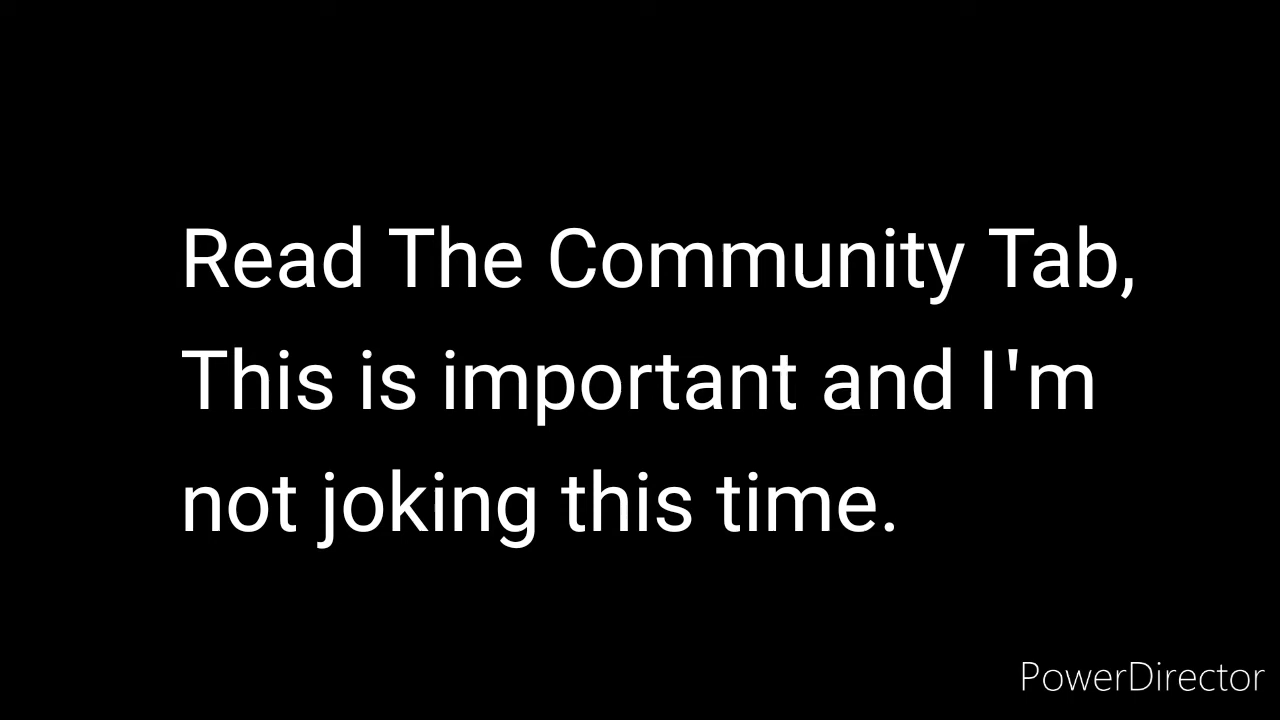 Read The Community Tab,
This is important and I'm
not joking this time.
PowerDirector